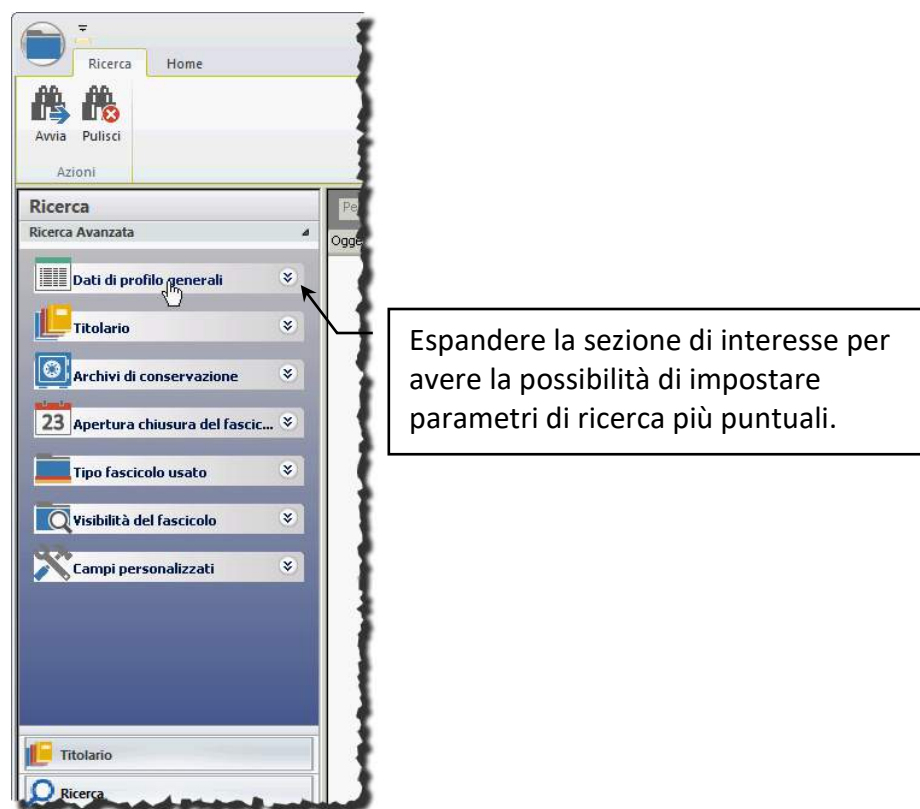 Ricerca Home
Avvia Pulisci
Azioni
Ricerca
Ricerca Avanzata
Pe
Ogge
Dati di profilo generali
Titolario
Archivi di conservazione
23 Apertura chiusura del fascic...
Tipo fascicolo usato
Visibilità del fascicolo
Campi personalizzati
Titolario
Ricerca
Espandere la sezione di interesse per
avere la possibilità di impostare
parametri di ricerca più puntuali.